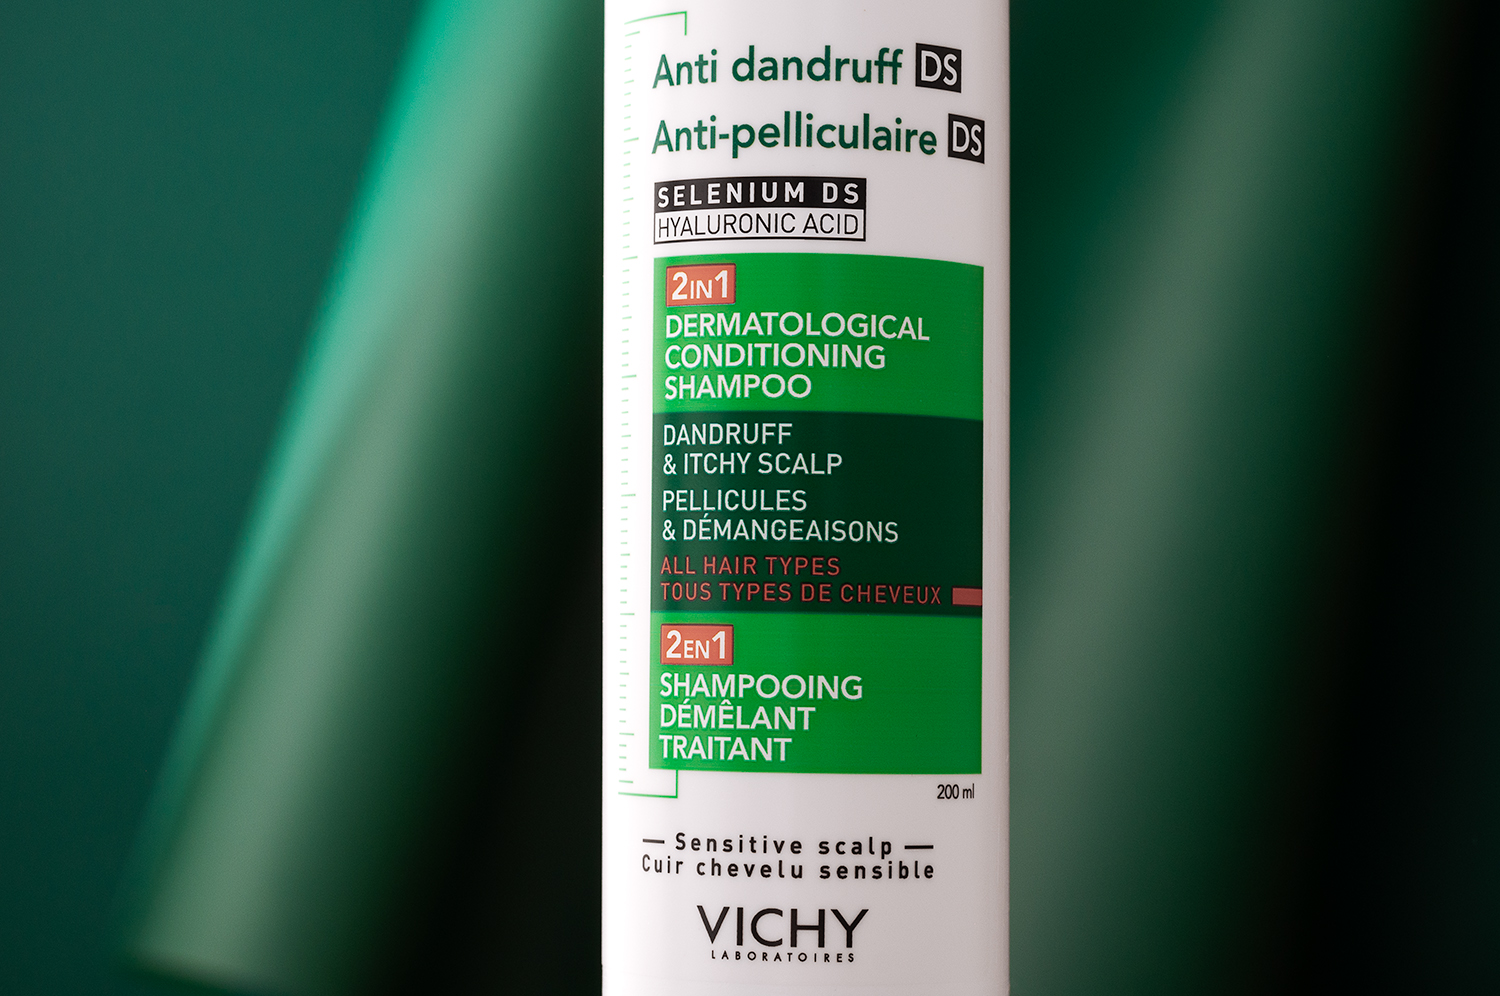 Anti dandruff DS
Anti-pelliculaire DS
SELENIUM DS
HYALURONIC ACID
2IN1
DERMATOLOGICAL
CONDITIONING
SHAMPOO
DANDRUFF
& ITCHY SCALP
PELLICULES
& DÉMANGEAISONS
ALL HAIR TYPES
TOUS TYPES DE CHEVEUX
2EN1
SHAMPOOING
DÉMÊLANT
TRAITANT
200 ml
— Sensitive scalp —
Cuir chevelu sensible
VICHY
LABORATOIRES